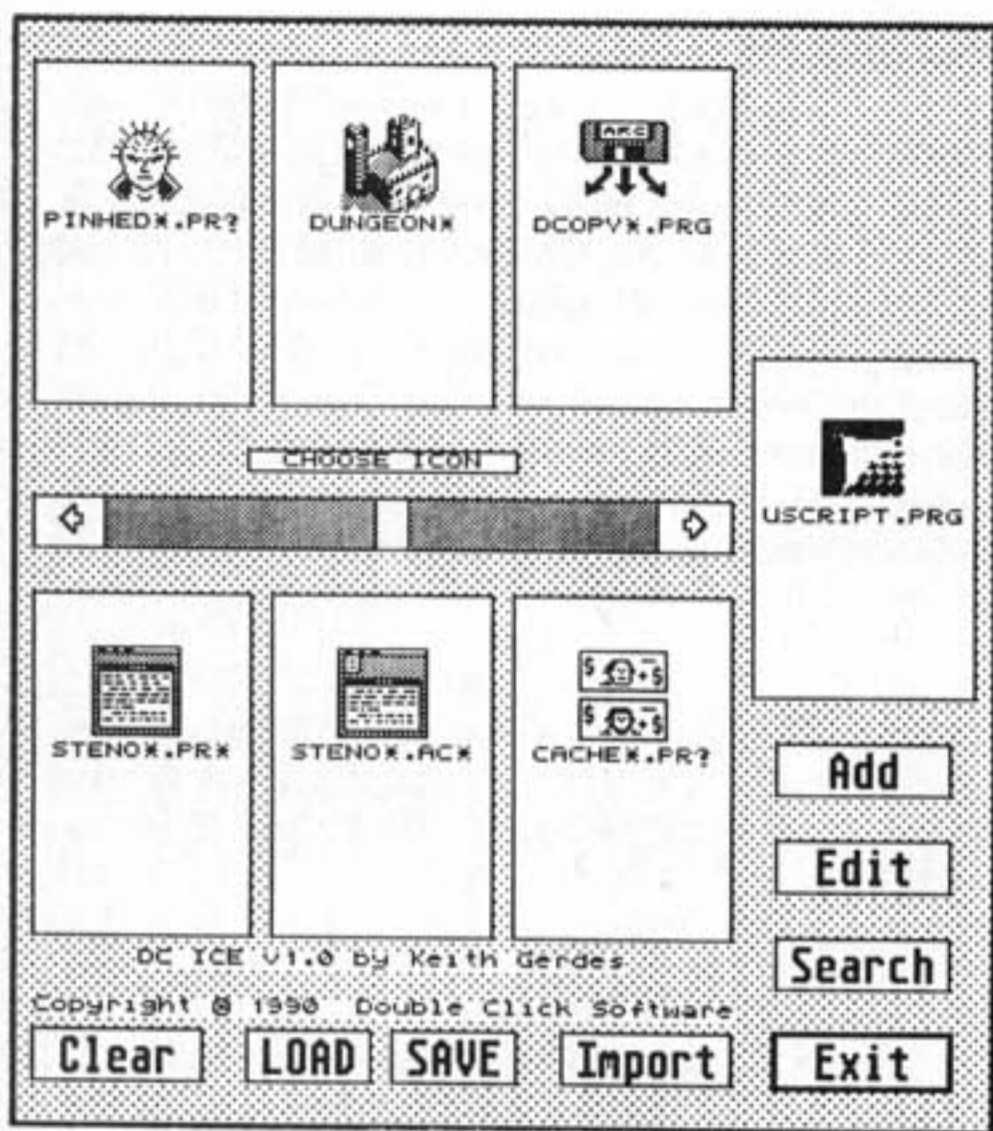 ARC
PINHED*.PR?
DUNGEON*
DCOPY*.PRG
CHOOSE ICON
USCRIPT.PRG
$ + $
$ + $
STENO*.PR*
STENO*.AC*
CACHE*.PR?
Add
Edit
Search
DC ICE V1.0 by Keith Gerdes
Copyright @ 1990 Double Click Software
Clear
LOAD
SAVE
Import
Exit